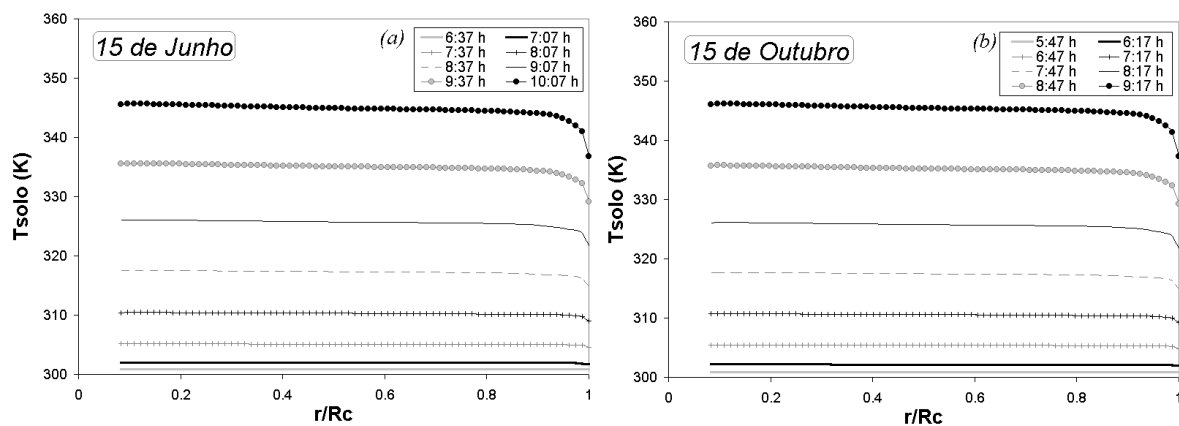 15 de Junho
(a)
6:37 h 7:07 h
7:37 h 8:07 h
8:37 h 9:07 h
9:37 h 10:07 h
Tsolo (K)
360
350
340
330
320
310
300
0 0.2 0.4 0.6 0.8 1
r/Rc
15 de Outubro
(b)
5:47 h 6:17 h
6:47 h 7:17 h
7:47 h 8:17 h
8:47 h 9:17 h
Tsolo (K)
360
350
340
330
320
310
300
0 0.2 0.4 0.6 0.8 1
r/Rc